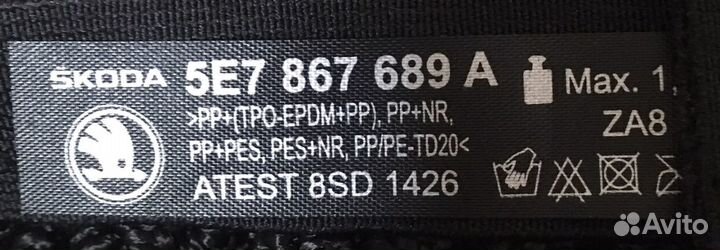 ŠKODA 5E7 867 689 A Max. 1,
>PP+(TPO-EPDM+PP), PP+NR, ZA8
PP+PES, PES+NR, PP/PE-TD20<
ATEST 8SD 1426
Avito